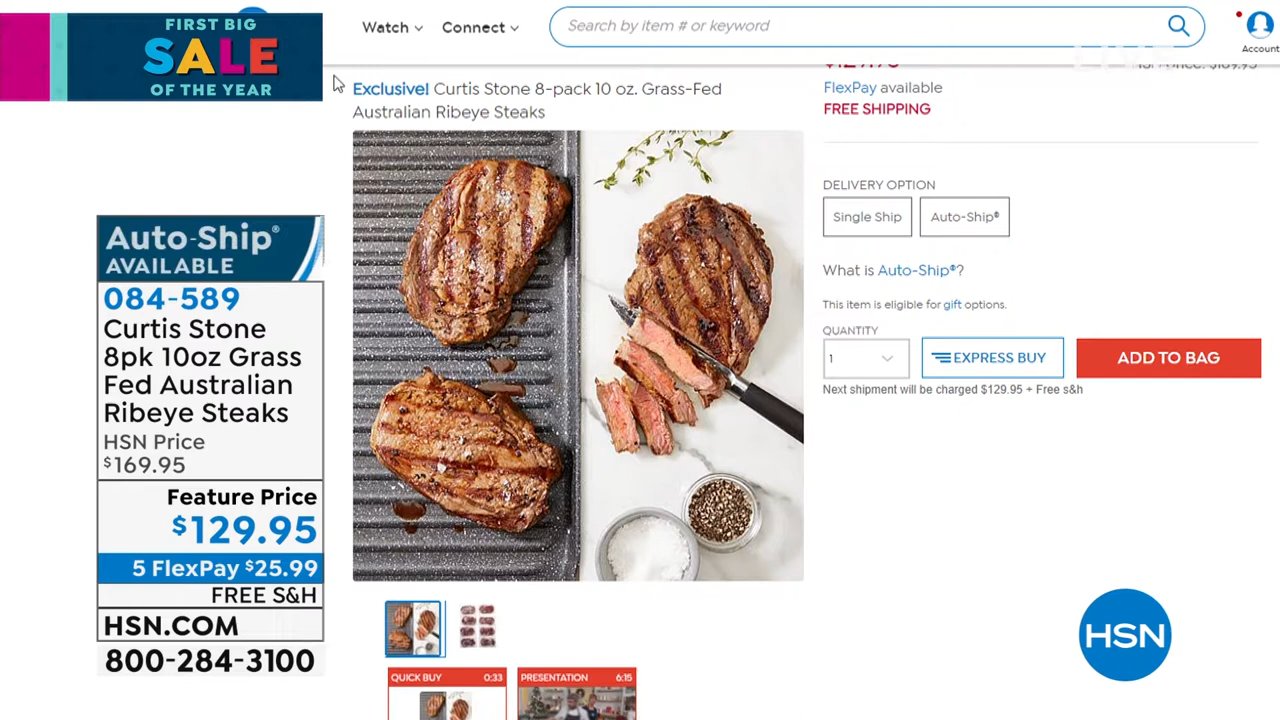 FIRST BIG
SALE
OF THE YEAR
Watch
Connect
Search by item # or keyword
Account
LIVE
Exclusive! Curtis Stone 8-pack 10 oz. Grass-Fed
Australian Ribeye Steaks
FlexPay available
FREE SHIPPING
DELIVERY OPTION
Single Ship
Auto-Ship®
What is Auto-Ship®?
This item is eligible for gift options.
QUANTITY
1
EXPRESS BUY
ADD TO BAG
Next shipment will be charged $129.95 + Free s&h
Auto-Ship®
AVAILABLE
084-589
Curtis Stone
8pk 10oz Grass
Fed Australian
Ribeye Steaks
HSN Price
$169.95
Feature Price
$129.95
5 FlexPay $25.99
FREE S&H
HSN.COM
800-284-3100
QUICK BUY 0:33
PRESENTATION 6:15
HSN